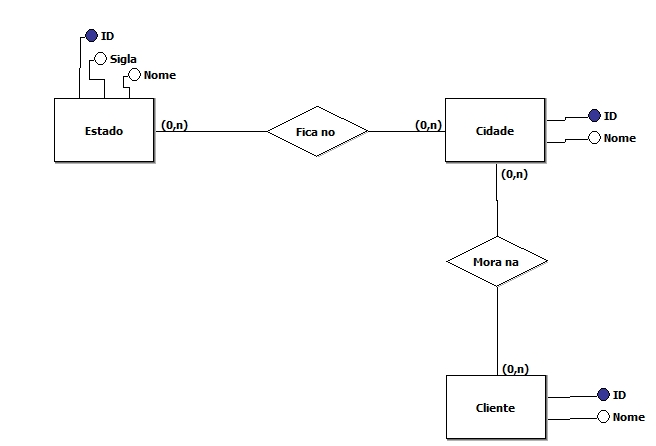 ID
Sigla
Nome
Estado
(0,n)
Fica no
(0,n)
Cidade
ID
Nome
(0,n)
Mora na
(0,n)
Cliente
ID
Nome